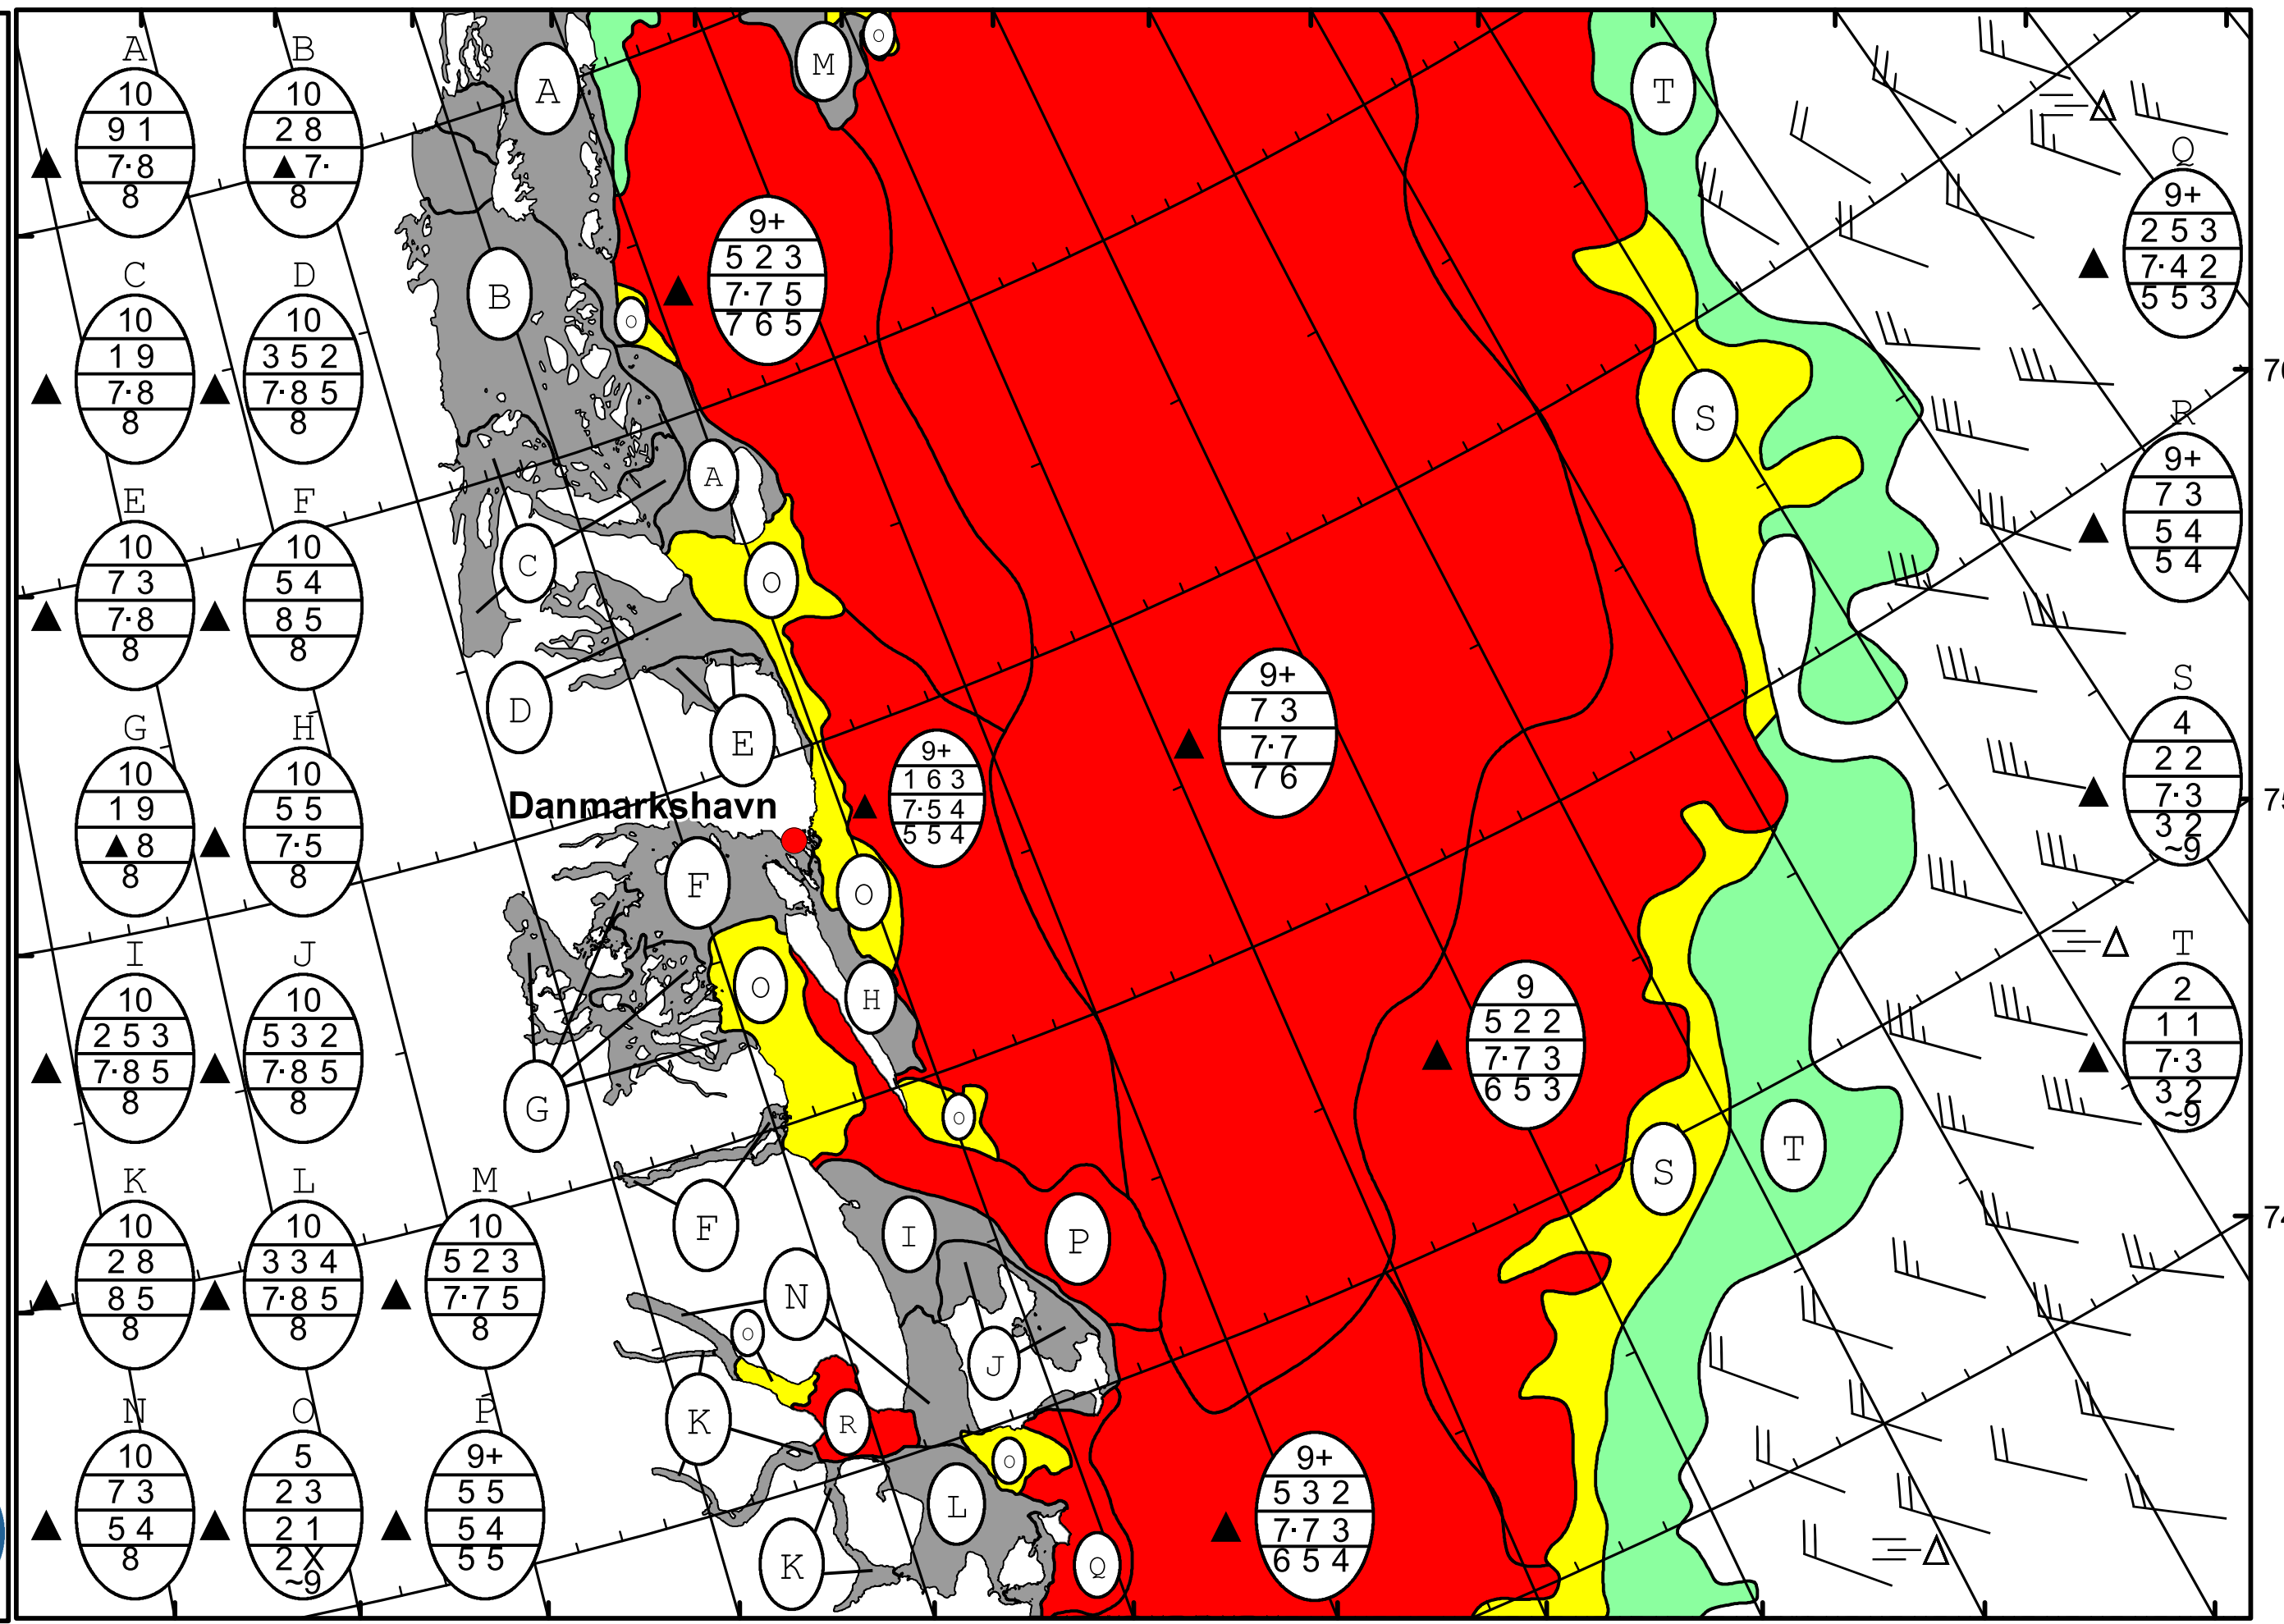 A
10
9 1
7· 8
8
B
10
2 8
▲ 7·
8
C
10
1 9
7· 8
8
D
10
3 5 2
7· 8 5
8
E
10
7 3
7· 8
8
F
10
5 4
8 5
8
G
10
1 9
▲ 8
8
H
10
5 5
7· 5
8
I
10
2 5 3
7· 8 5
8
J
10
5 3 2
7· 8 5
8
K
10
2 8
8 5
8
L
10
3 3 4
7· 8 5
8
M
10
5 2 3
7· 7 5
8
N
10
7 3
5 4
8
O
5
2 3
2 1
2 X
~9
P
9+
5 5
5 4
5 5
A
M
O
T
B
O
9+
5 2 3
7· 7 5
7 6 5
S
A
C
O
D
E
9+
7 3
7· 7
7 6
Danmarkshavn
9+
1 6 3
7· 5 4
5 5 4
F
O
O
H
9
5 2 2
7· 7 3
6 5 3
G
O
S
T
F
I
P
N
O
J
K
R
O
L
K
Q
9+
5 3 2
7· 7 3
6 5 4
Q
9+
2 5 3
7· 4 2
5 5 3
R
9+
7 3
5 4
5 4
S
4
2 2
7· 3
3 2
~9
T
2
1 1
7· 3
3 2
~9